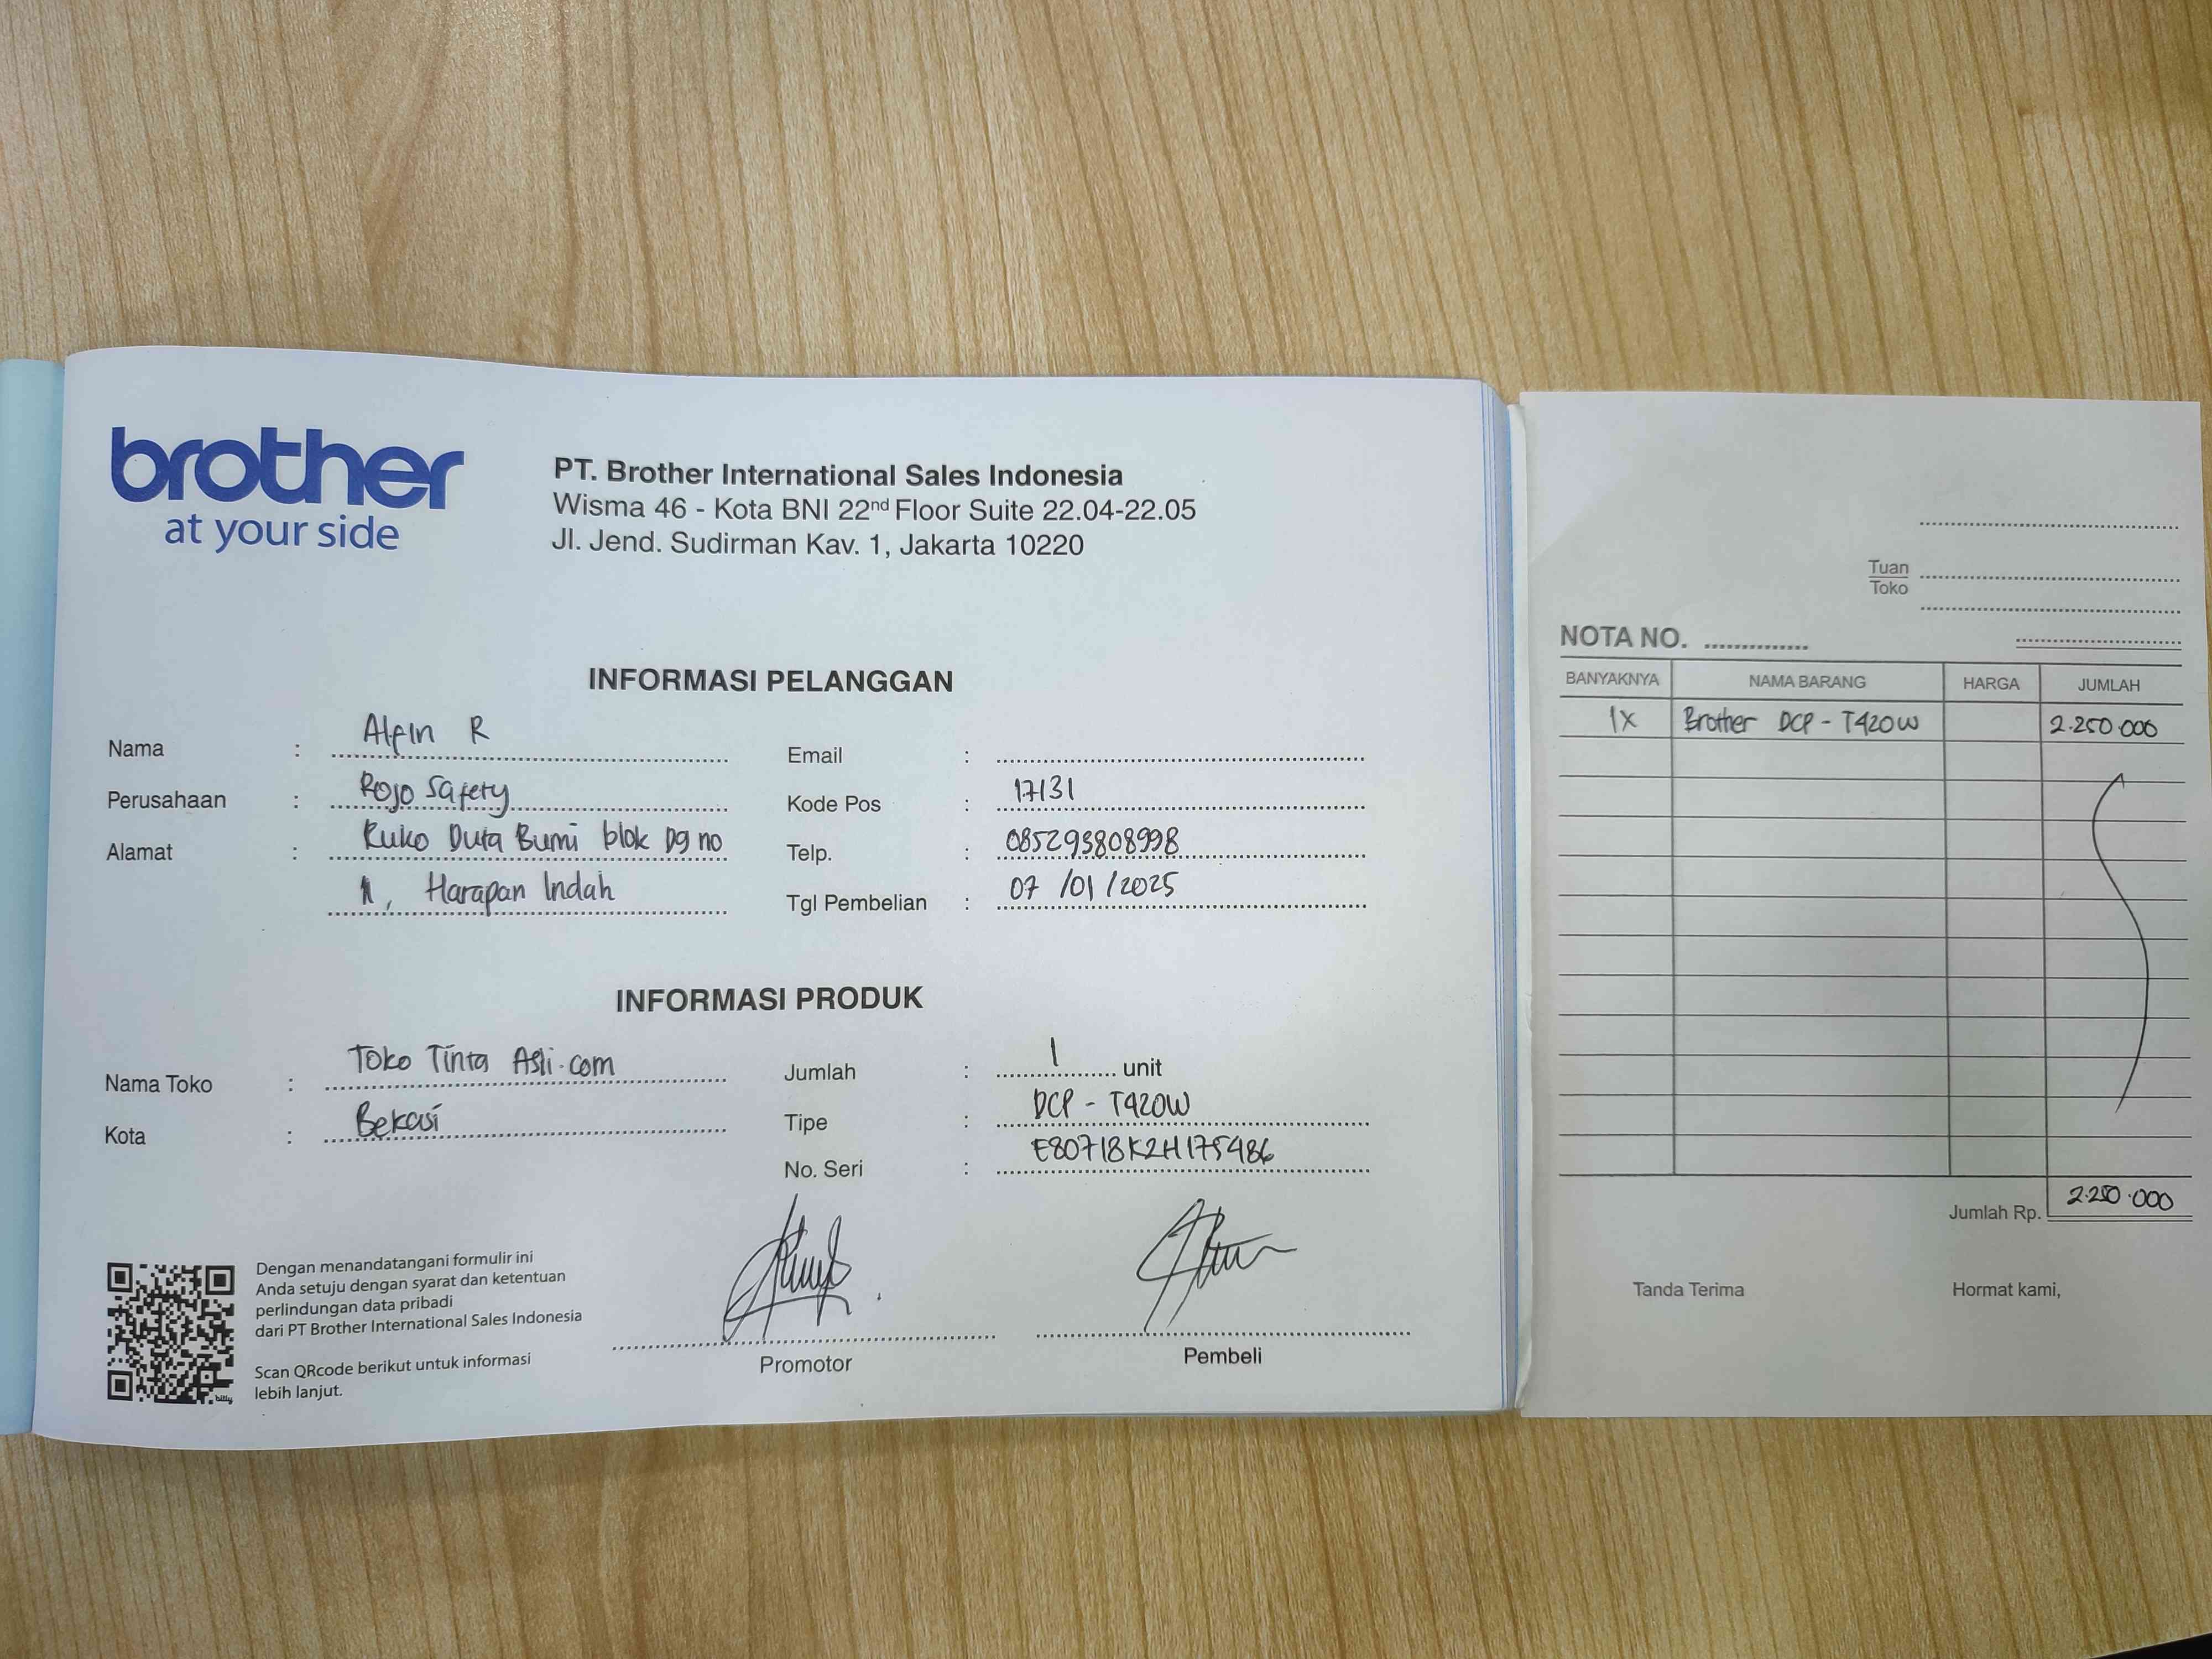 brother
at your side
PT. Brother International Sales Indonesia
Wisma 46 - Kota BNI 22nd Floor Suite 22.04-22.05
Jl. Jend. Sudirman Kav. 1, Jakarta 10220
INFORMASI PELANGGAN
Nama : Alfin R
Perusahaan : Rojo Safety
Alamat : Ruko Duta Bumi blok D9 no
1, Harapan Indah
Email :
Kode Pos : 17131
Telp. : 085293808998
Tgl Pembelian : 07 /01 /2025
INFORMASI PRODUK
Nama Toko : Toko Tinta Asli.com
Kota : Bekasi
Jumlah : 1 unit
Tipe : DCP - T420W
No. Seri : E80718K2H175486
Dengan menandatangani formulir ini
Anda setuju dengan syarat dan ketentuan
perlindungan data pribadi
dari PT Brother International Sales Indonesia
Scan QRcode berikut untuk informasi
lebih lanjut.
bitly
Promotor
Pembeli
Tuan
Toko
NOTA NO.
BANYAKNYA NAMA BARANG HARGA JUMLAH
1X Brother DCP - T420W 2.250.000
Jumlah Rp. 2.250.000
Tanda Terima Hormat kami,